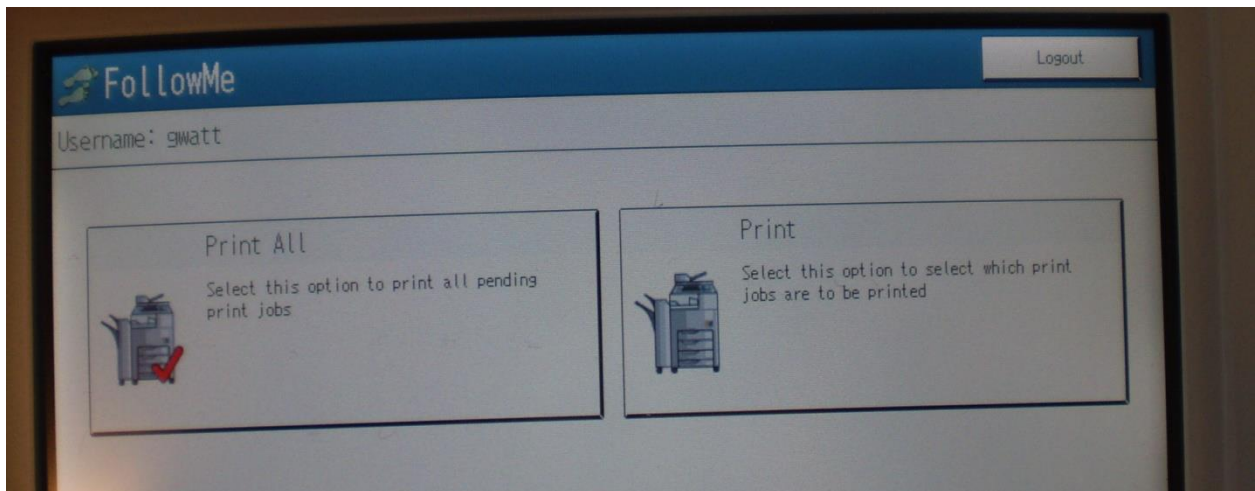 FollowMe
Logout
Username: gwatt
Print All
Select this option to print all pending
print jobs
Print
Select this option to select which print
jobs are to be printed